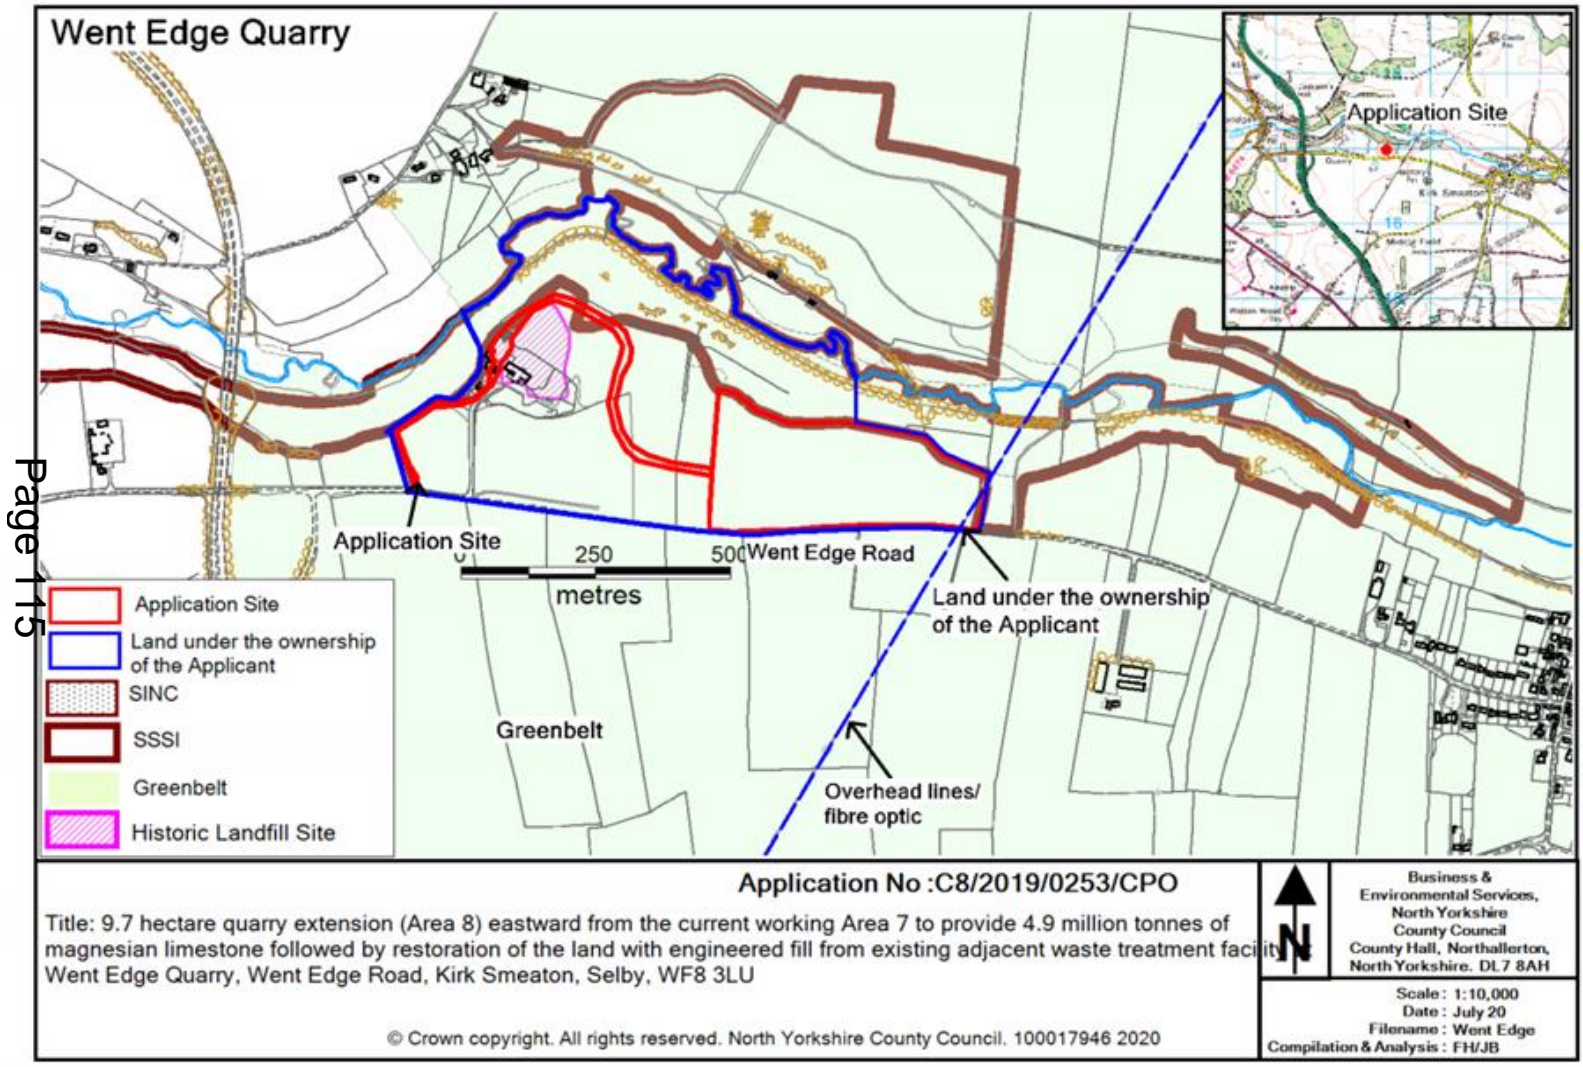 Went Edge Quarry
Application Site
Kirk Smeaton
Quarry
16
Page 115
Application Site
0 250 500
metres
Went Edge Road
Land under the ownership
of the Applicant
Greenbelt
Overhead lines/
fibre optic
Application Site
Land under the ownership
of the Applicant
SINC
SSSI
Greenbelt
Historic Landfill Site
Application No :C8/2019/0253/CPO
Title: 9.7 hectare quarry extension (Area 8) eastward from the current working Area 7 to provide 4.9 million tonnes of
magnesian limestone followed by restoration of the land with engineered fill from existing adjacent waste treatment facility
Went Edge Quarry, Went Edge Road, Kirk Smeaton, Selby, WF8 3LU
© Crown copyright. All rights reserved. North Yorkshire County Council. 100017946 2020
N
Business &
Environmental Services,
North Yorkshire
County Council
County Hall, Northallerton,
North Yorkshire. DL7 8AH
Scale : 1:10,000
Date : July 20
Filename : Went Edge
Compilation & Analysis : FH/JB